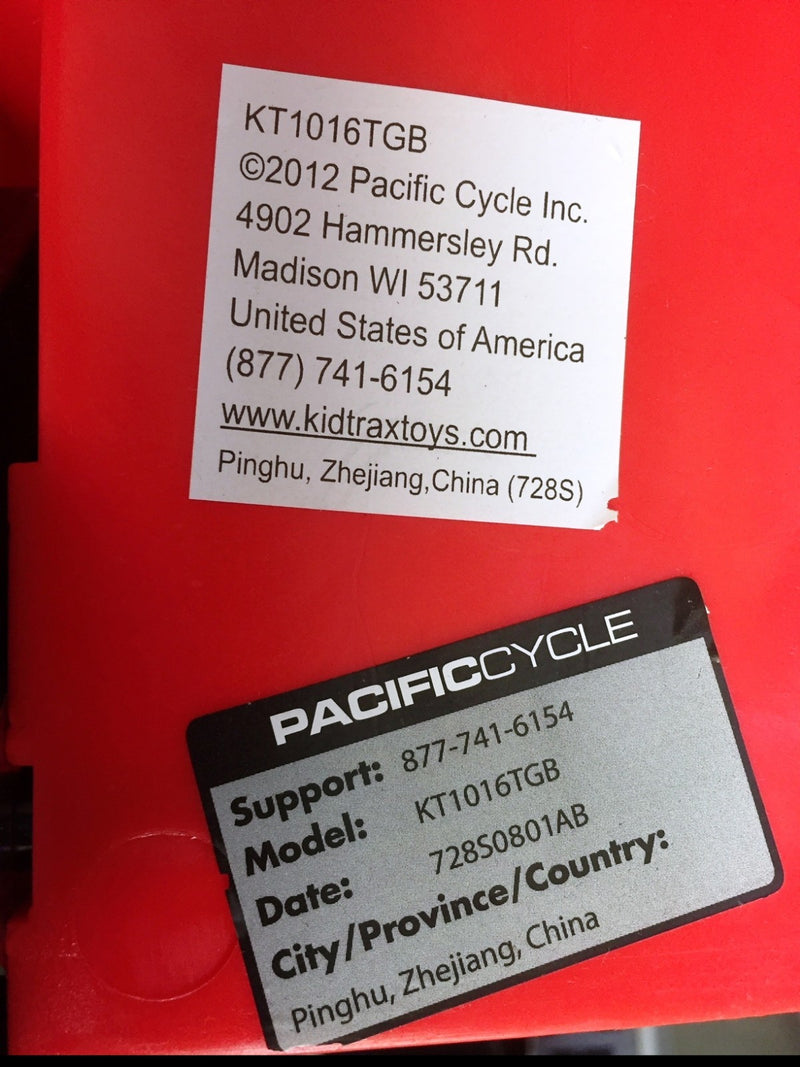 KT1016TGB
©2012 Pacific Cycle Inc.
4902 Hammersley Rd.
Madison WI 53711
United States of America
(877) 741-6154
www.kidtraxtoys.com
Pinghu, Zhejiang,China (728S)
PACIFICCYCLE
Support: 877-741-6154
Model: KT1016TGB
Date: 728S0801AB
City/Province/Country:
Pinghu, Zhejiang, China